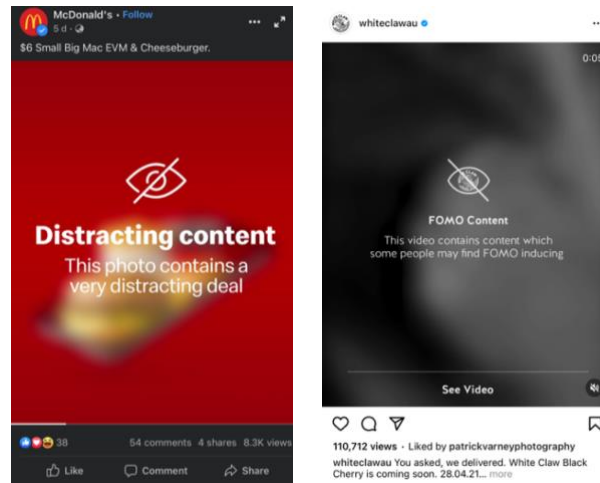 McDonald's • Follow
5 d
$6 Small Big Mac EVM & Cheeseburger.
Distracting content
This photo contains a
very distracting deal
38
54 comments 4 shares 8.3K views
Like Comment Share
whiteclawau
0:05
FOMO Content
This video contains content which
some people may find FOMO inducing
See Video
110,712 views • Liked by patrickvarneyphotography
whiteclawau You asked, we delivered. White Claw Black
Cherry is coming soon. 28.04.21... more